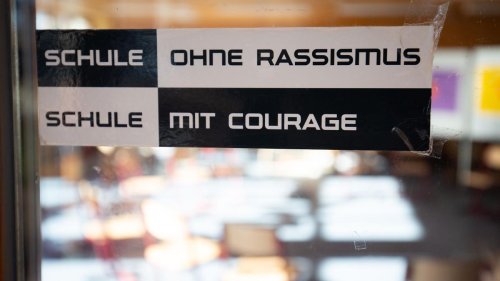 SCHULE OHNE RASSISMUS
SCHULE MIT COURAGE